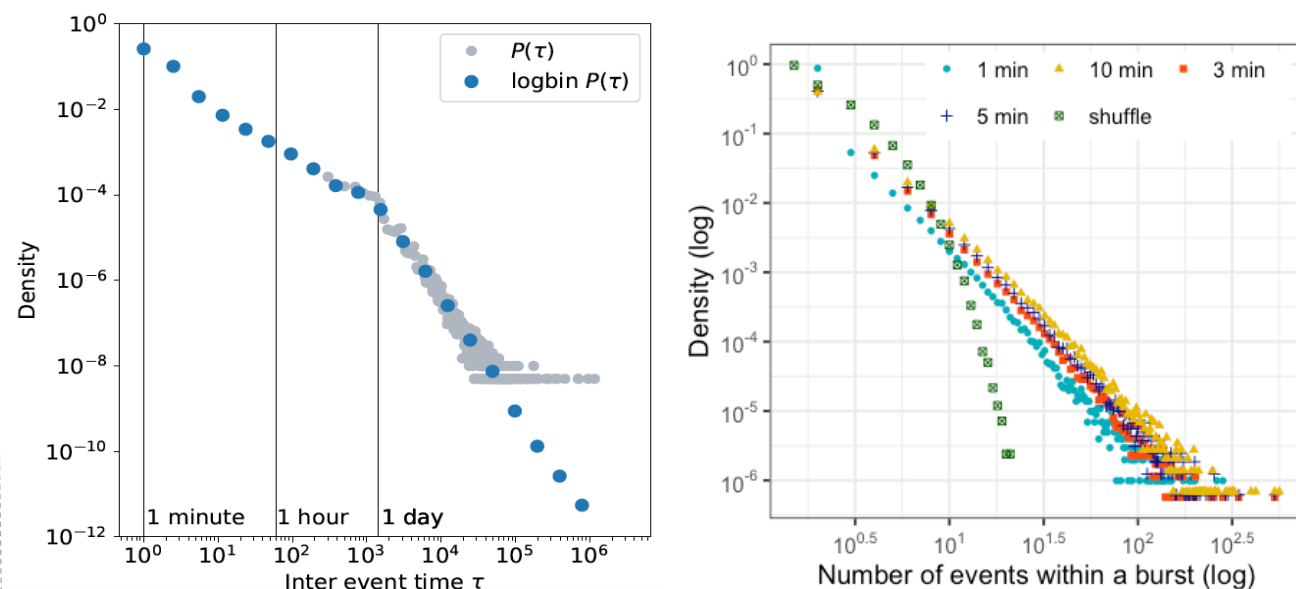 10^0
10^-2
10^-4
10^-6
10^-8
10^-10
10^-12
Density
P(τ)
logbin P(τ)
1 minute
1 hour
1 day
10^0 10^1 10^2 10^3 10^4 10^5 10^6
Inter event time τ
10^0
10^-1
10^-2
10^-3
10^-4
10^-5
10^-6
Density (log)
1 min 10 min 3 min
5 min shuffle
10^0.5 10^1 10^1.5 10^2 10^2.5
Number of events within a burst (log)